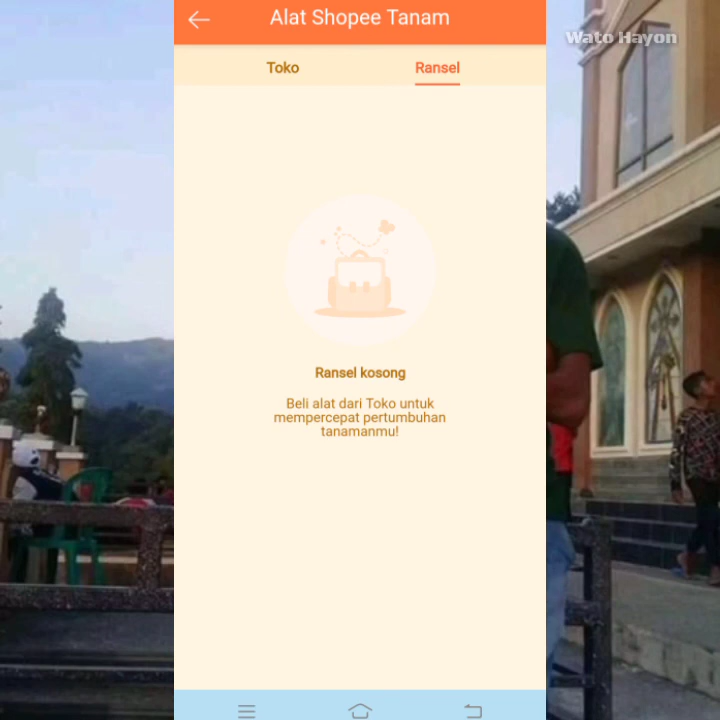 Alat Shopee Tanam
Wato Hayon
Toko
Ransel
Ransel kosong
Beli alat dari Toko untuk
mempercepat pertumbuhan
tanamanmu!